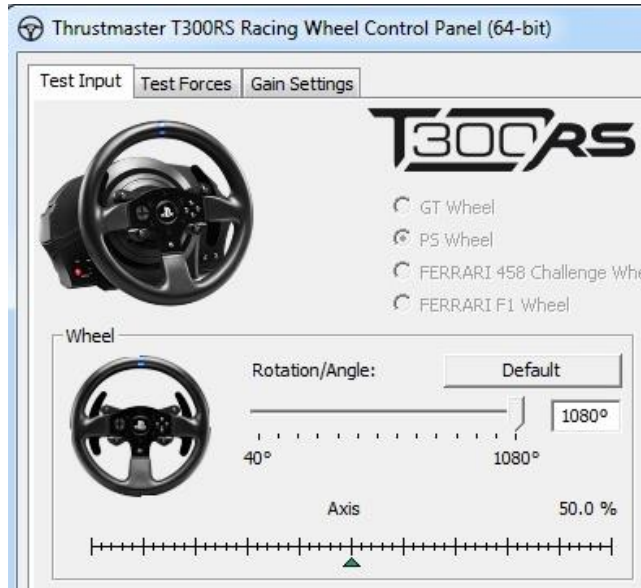 Thrustmaster T300RS Racing Wheel Control Panel (64-bit)
Test Input Test Forces Gain Settings
T300RS
GT Wheel
PS Wheel
FERRARI 458 Challenge Whe
FERRARI F1 Wheel
Wheel
Rotation/Angle: Default
1080°
40° 1080°
Axis 50.0 %